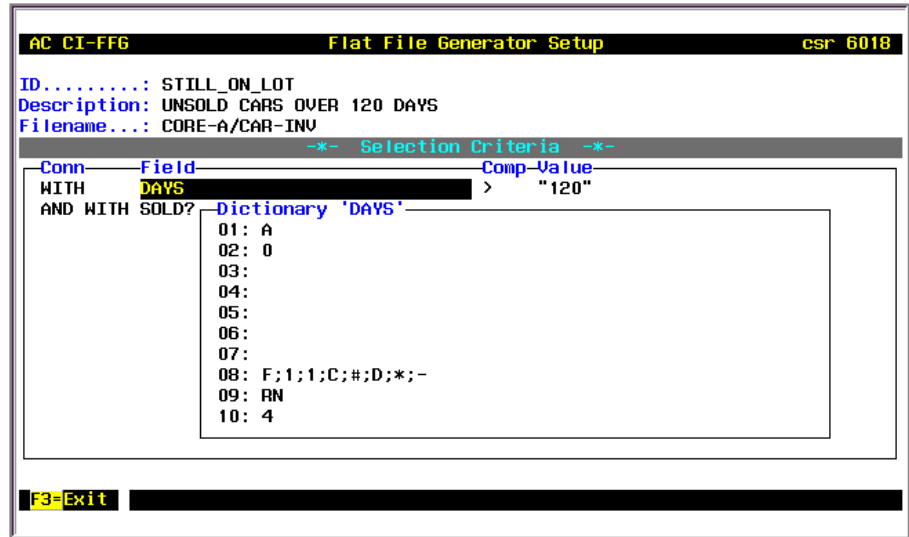 AC CI-FFG Flat File Generator Setup csr 6018
ID.........: STILL_ON_LOT
Description: UNSOLD CARS OVER 120 DAYS
Filename...: CORE-A/CAR-INV
-*- Selection Criteria -*-
Conn Field Comp Value
WITH DAYS > "120"
AND WITH SOLD? Dictionary 'DAYS'
01: A
02: 0
03:
04:
05:
06:
07:
08: F;1;1;C;#;D;*;-
09: RN
10: 4
F3=Exit